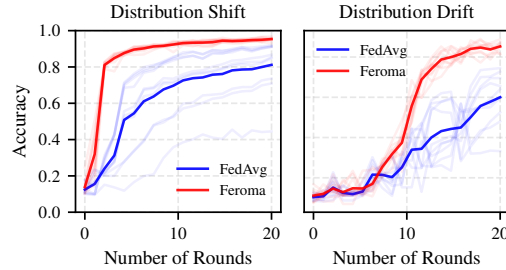 Distribution Shift
Distribution Drift
1.0
0.8
0.6
0.4
0.2
0.0
Accuracy
FedAvg
Feroma
FedAvg
Feroma
0
10
20
0
10
20
Number of Rounds
Number of Rounds